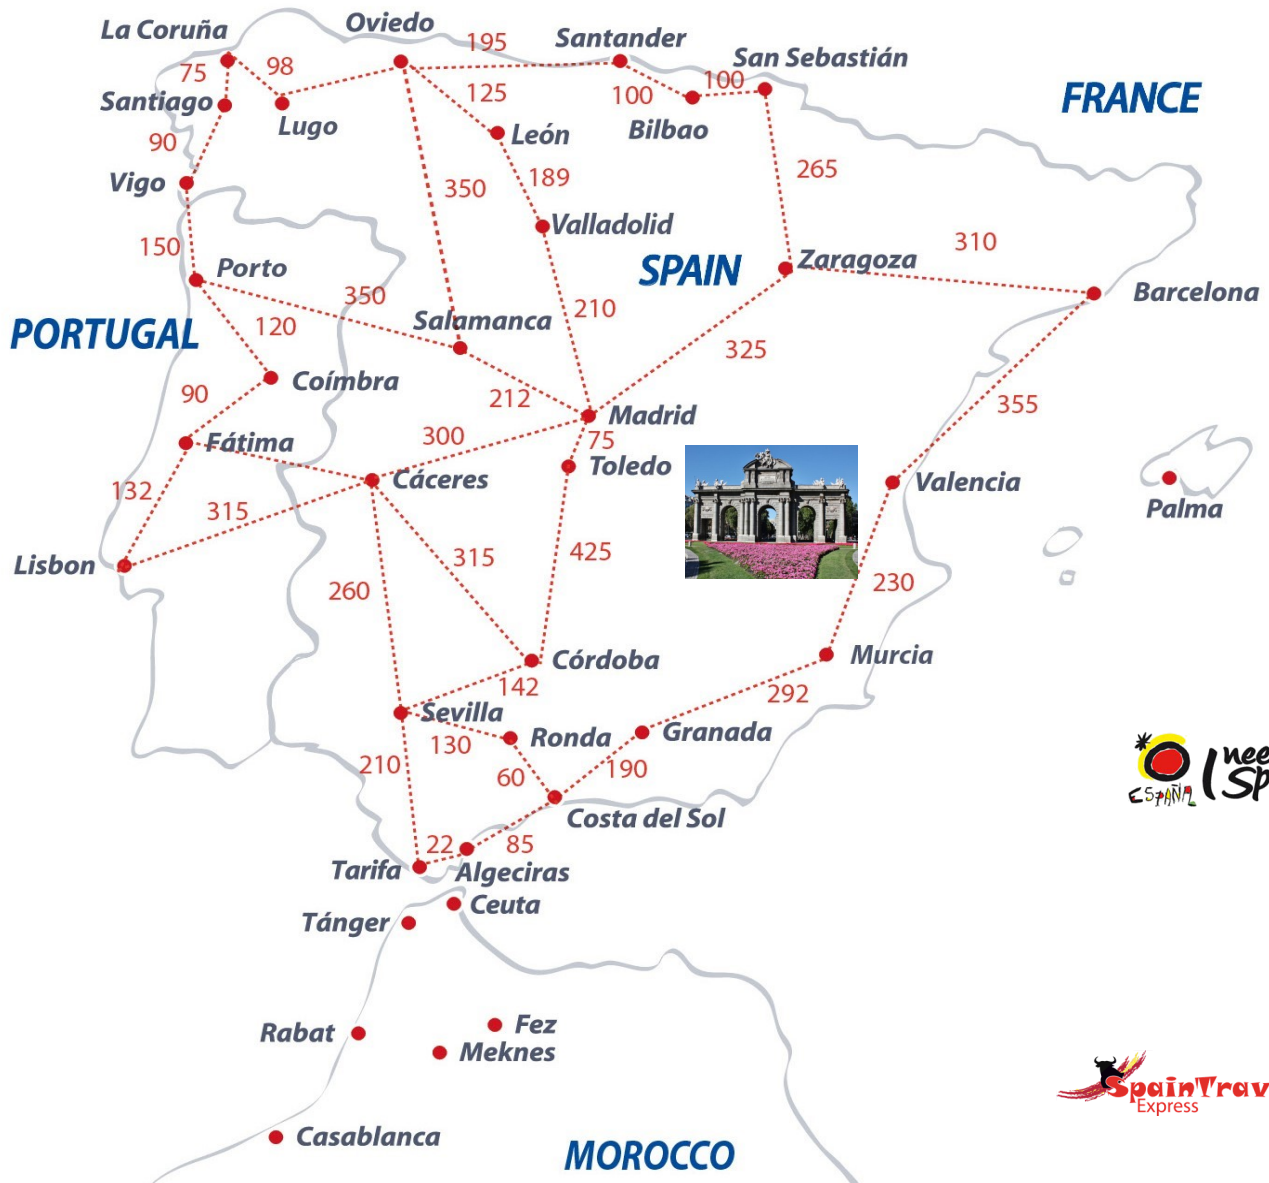 La Coruña
Oviedo
195
Santander
San Sebastián
75
98
100
100
FRANCE
Santiago
Lugo
125
León
Bilbao
90
Vigo
350
189
265
Valladolid
150
Porto
SPAIN
Zaragoza
310
350
Salamanca
210
Barcelona
PORTUGAL
120
325
Coímbra
90
212
355
Madrid
Fátima
300
75
Cáceres
Toledo
Valencia
132
315
Palma
Lisbon
315
425
260
230
Córdoba
Murcia
142
292
Sevilla
130
Ronda
Granada
210
60
190
Costa del Sol
22
85
Tarifa
Algeciras
Ceuta
Tánger
ESPAÑA
I nee
Sp
Rabat
Fez
Meknes
SpainTrav
Express
Casablanca
MOROCCO